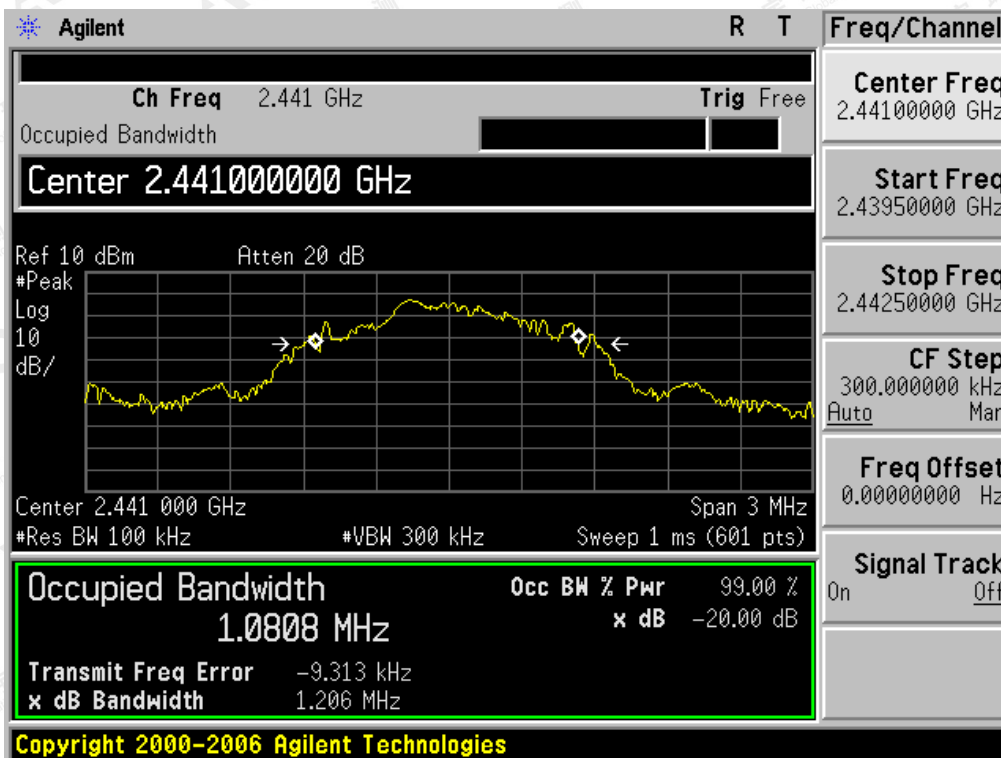 Agilent R T Freq/Channel
Ch Freq 2.441 GHz Trig Free
Occupied Bandwidth
Center 2.441000000 GHz
Ref 10 dBm Atten 20 dB
#Peak
Log
10
dB/
Center 2.441 000 GHz Span 3 MHz
#Res BW 100 kHz #VBW 300 kHz Sweep 1 ms (601 pts)
Occupied Bandwidth Occ BW % Pwr 99.00 %
1.0808 MHz x dB -20.00 dB
Transmit Freq Error -9.313 kHz
x dB Bandwidth 1.206 MHz
Copyright 2000-2006 Agilent Technologies
Center Freq
2.44100000 GHz
Start Freq
2.43950000 GHz
Stop Freq
2.44250000 GHz
CF Step
300.000000 kHz
Auto Man
Freq Offset
0.00000000 Hz
Signal Track
On Off